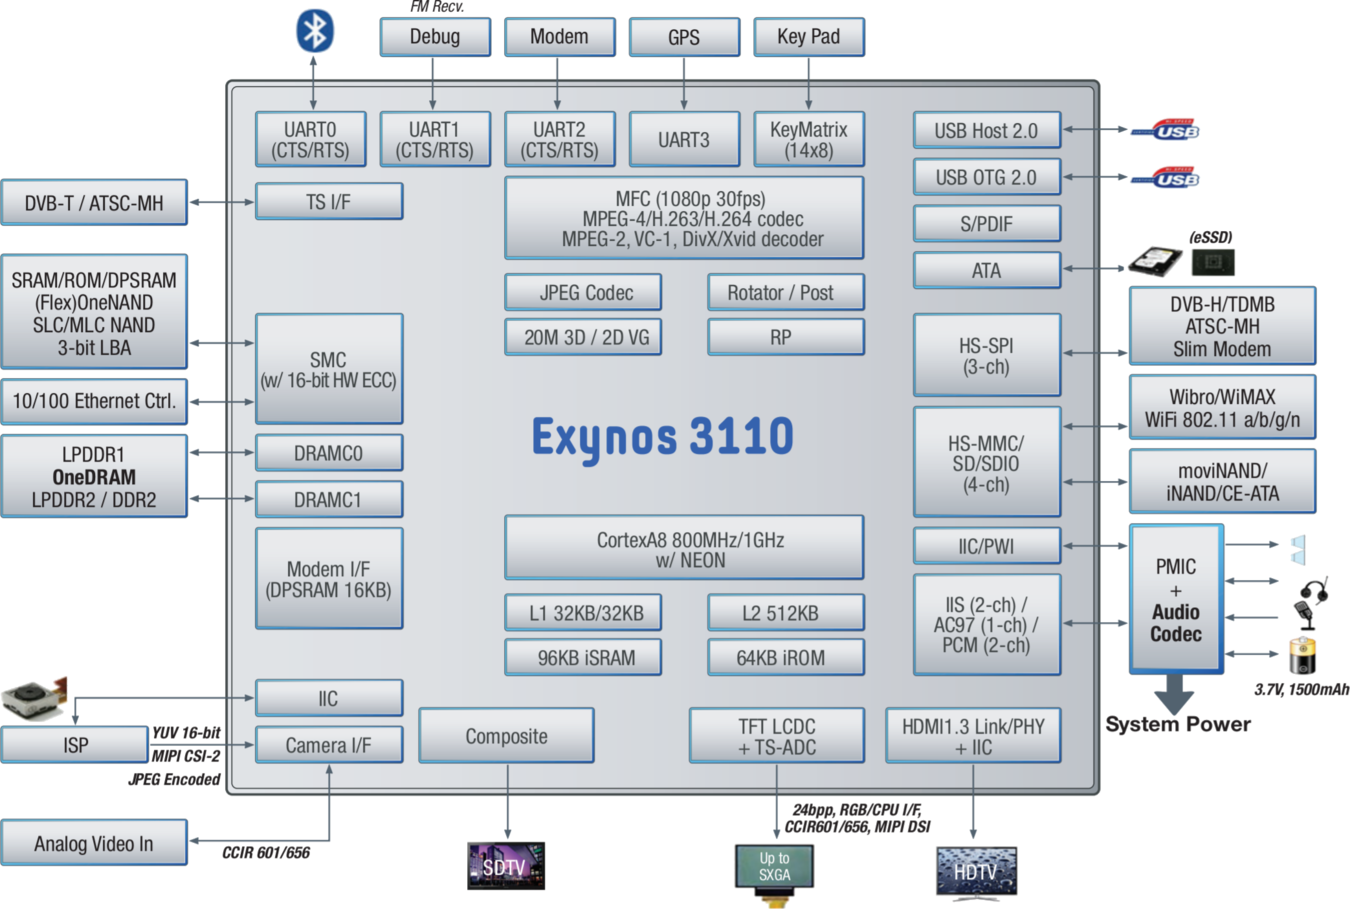 FM Recv.
Debug
Modem
GPS
Key Pad
UART0
(CTS/RTS)
UART1
(CTS/RTS)
UART2
(CTS/RTS)
UART3
KeyMatrix
(14x8)
USB Host 2.0
USB
USB OTG 2.0
USB
S/PDIF
ATA
(eSSD)
DVB-T / ATSC-MH
TS I/F
MFC (1080p 30fps)
MPEG-4/H.263/H.264 codec
MPEG-2, VC-1, DivX/Xvid decoder
JPEG Codec
Rotator / Post
20M 3D / 2D VG
RP
SRAM/ROM/DPSRAM
(Flex)OneNAND
SLC/MLC NAND
3-bit LBA
10/100 Ethernet Ctrl.
SMC
(w/ 16-bit HW ECC)
LPDDR1
OneDRAM
LPDDR2 / DDR2
DRAMC0
DRAMC1
Modem I/F
(DPSRAM 16KB)
Exynos 3110
HS-SPI
(3-ch)
DVB-H/TDMB
ATSC-MH
Slim Modem
HS-MMC/
SD/SDIO
(4-ch)
Wibro/WiMAX
WiFi 802.11 a/b/g/n
moviNAND/
iNAND/CE-ATA
CortexA8 800MHz/1GHz
w/ NEON
L1 32KB/32KB
L2 512KB
96KB iSRAM
64KB iROM
IIC/PWI
IIS (2-ch) /
AC97 (1-ch) /
PCM (2-ch)
PMIC
+
Audio
Codec
3.7V, 1500mAh
System Power
IIC
ISP
YUV 16-bit
MIPI CSI-2
JPEG Encoded
Camera I/F
Composite
TFT LCDC
+ TS-ADC
HDMI1.3 Link/PHY
+ IIC
Analog Video In
CCIR 601/656
24bpp, RGB/CPU I/F,
CCIR601/656, MIPI DSI
SDTV
Up to
SXGA
HDTV